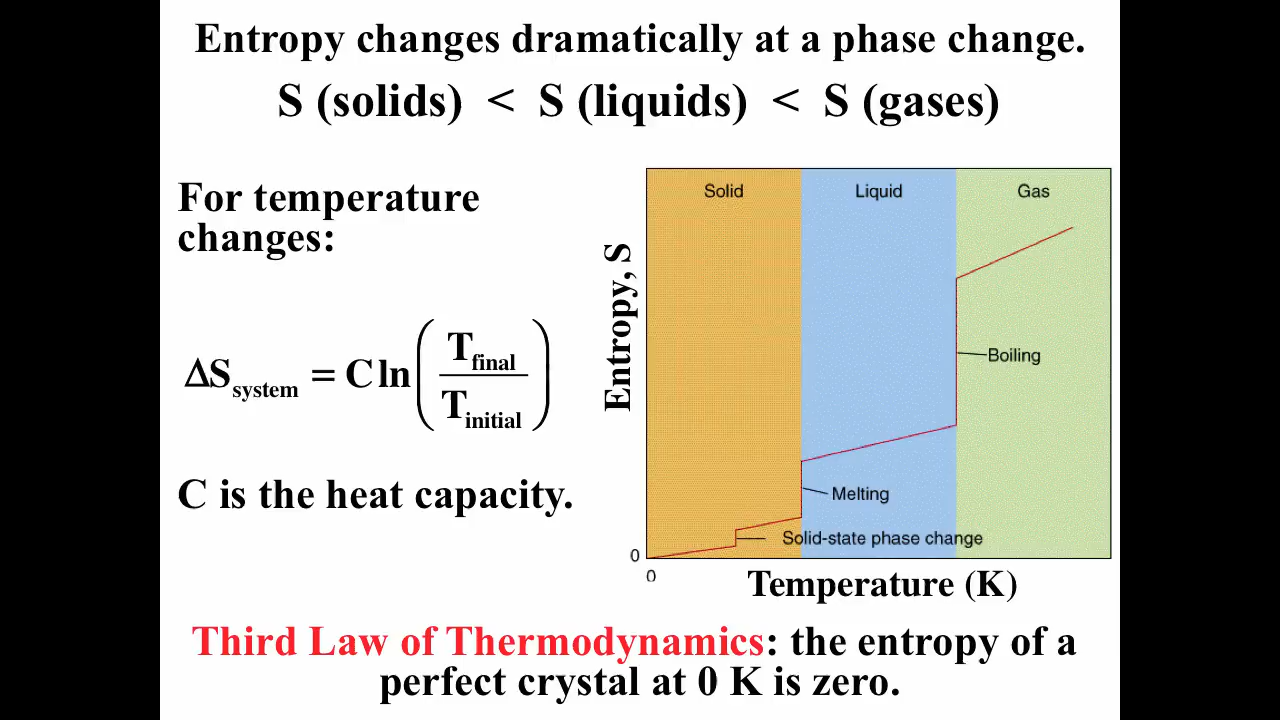 Entropy changes dramatically at a phase change.
S (solids) < S (liquids) < S (gases)
For temperature
changes:
ΔSsystem = C ln(Tfinal/Tinitial)
C is the heat capacity.
Solid Liquid Gas
Entropy, S
Boiling
Melting
Solid-state phase change
0
0
Temperature (K)
Third Law of Thermodynamics: the entropy of a
perfect crystal at 0 K is zero.